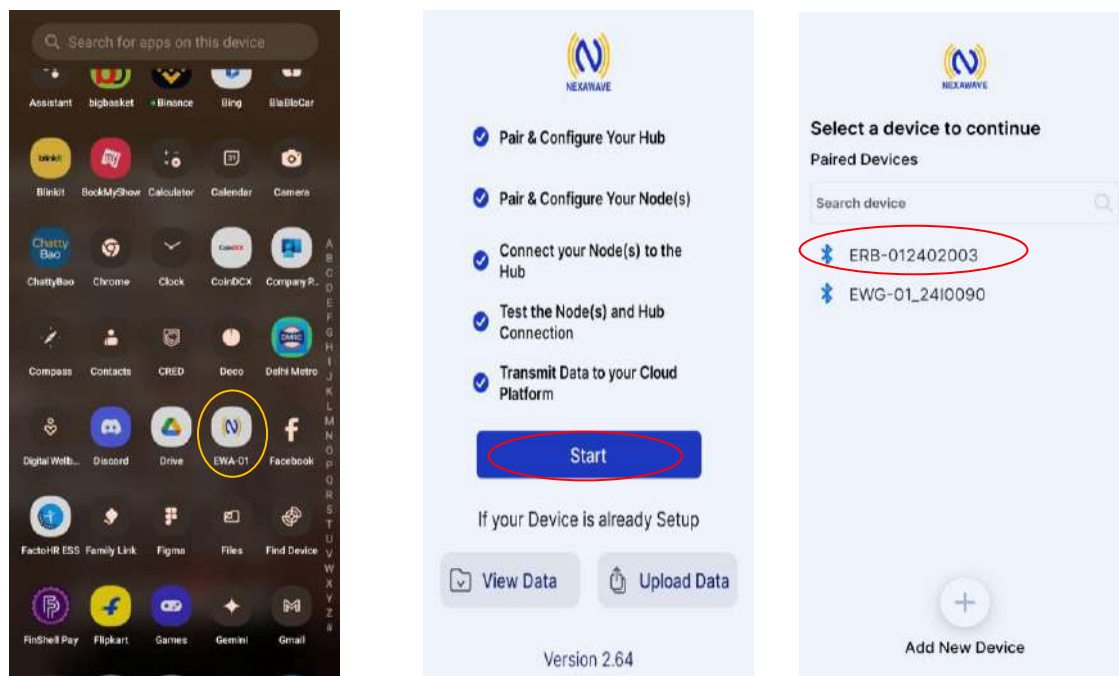 Search for apps on this device
Assistant bigbasket Binance Bing BlaBlaCar
blinkit
Blinkit BookMyShow Calculator Calendar Camera
31
my
Chatty
Bao
CoinDCX
ChattyBao Chrome Clock CoinDCX Company P...
DMRC
Compass Contacts CRED Deco Delhi Metro
Digital Wellb... Discord Drive EWA-01 Facebook
FactoHR ESS Family Link Figma Files Find Device
FinShell Pay Flipkart Games Gemini Gmail
A
B
C
D
E
F
G
H
I
J
K
L
M
N
O
P
Q
R
S
T
U
V
W
X
Y
Z
#
NEXAWAVE
Pair & Configure Your Hub
Pair & Configure Your Node(s)
Connect your Node(s) to the
Hub
Test the Node(s) and Hub
Connection
Transmit Data to your Cloud
Platform
Start
If your Device is already Setup
View Data Upload Data
Version 2.64
NEXAWAVE
Select a device to continue
Paired Devices
Search device
ERB-012402003
EWG-01_24I0090
Add New Device